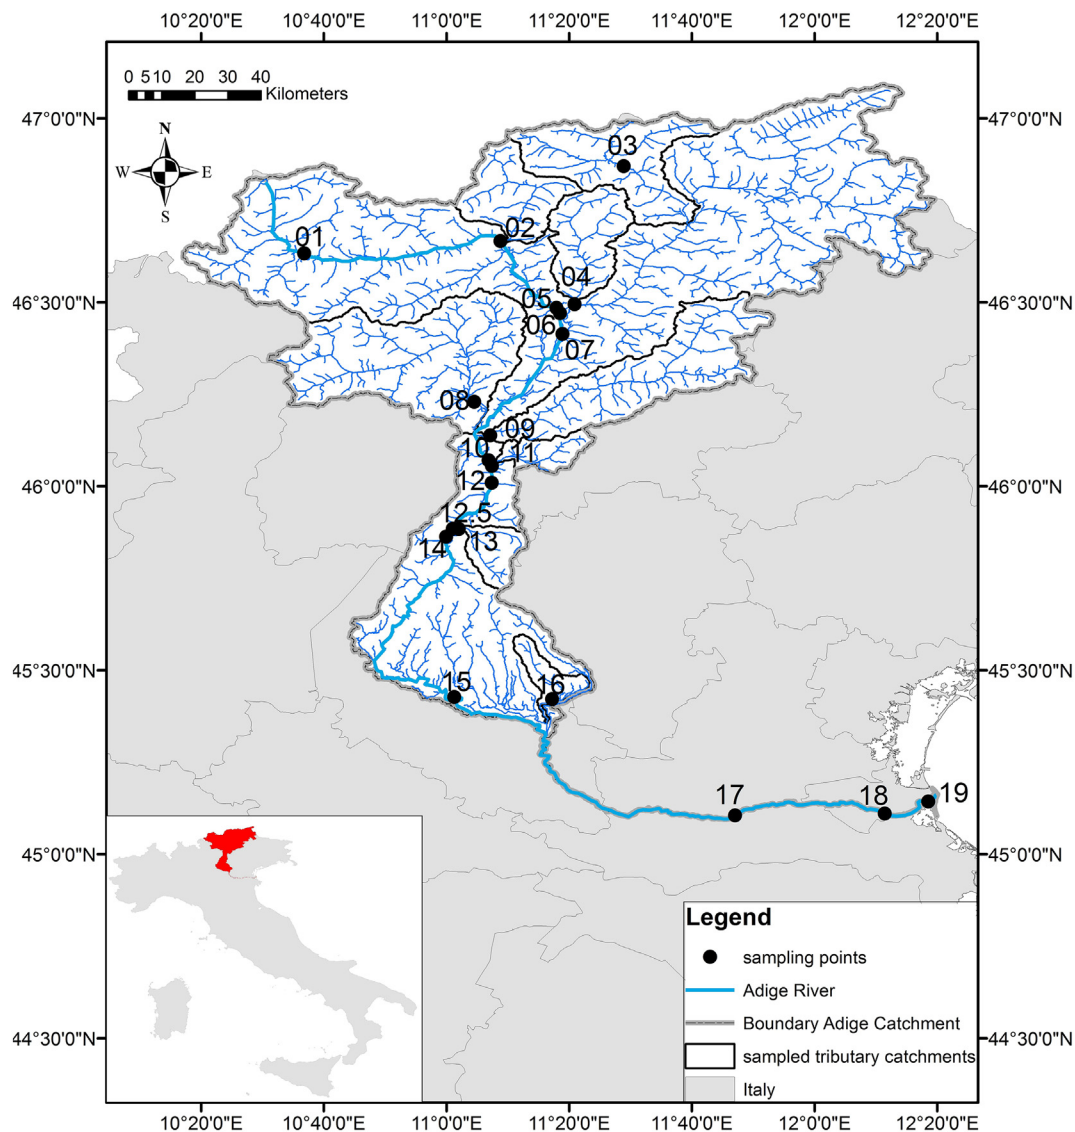 10°20'0"E 10°40'0"E 11°00'0"E 11°20'0"E 11°40'0"E 12°00'0"E 12°20'0"E
0 5 10 20 30 40
Kilometers
47°0'0"N 47°0'0"N
N
W E
S
03
01
02
04
46°30'0"N 46°30'0"N
05
06
07
08
09
10 11
46°0'0"N 46°0'0"N
12
12.5
13
14
45°30'0"N 45°30'0"N
15 16
17 18 19
45°0'0"N 45°0'0"N
Legend
sampling points
Adige River
Boundary Adige Catchment
44°30'0"N 44°30'0"N
sampled tributary catchments
Italy
10°20'0"E 10°40'0"E 11°00'0"E 11°20'0"E 11°40'0"E 12°00'0"E 12°20'0"E